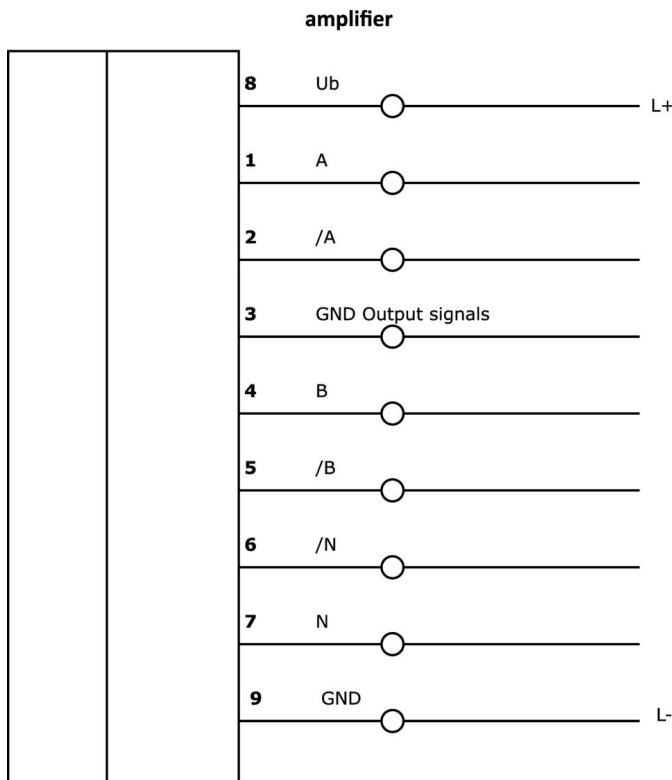 amplifier
8 Ub L+
1 A
2 /A
3 GND Output signals
4 B
5 /B
6 /N
7 N
9 GND L-